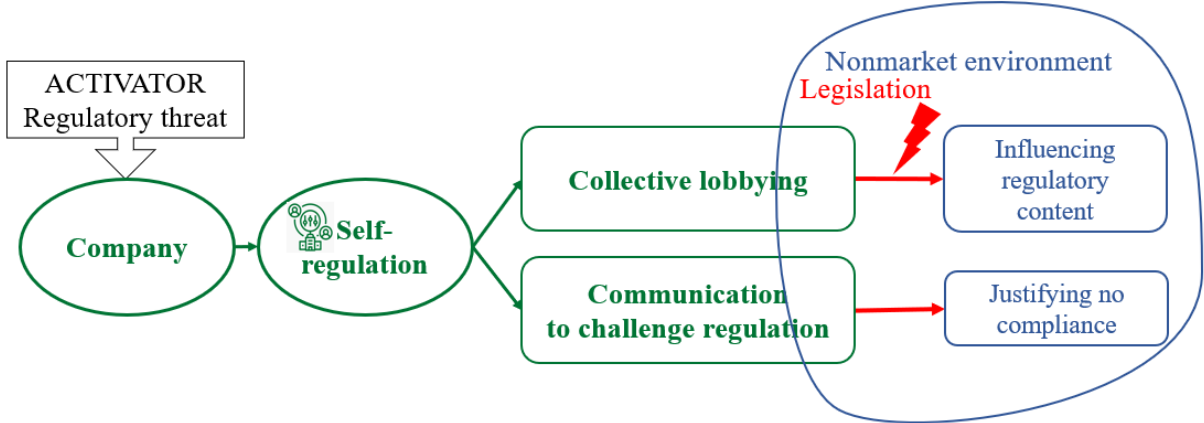 ACTIVATOR
Regulatory threat
Company
Self-
regulation
Collective lobbying
Communication
to challenge regulation
Nonmarket environment
Legislation
Influencing
regulatory
content
Justifying no
compliance